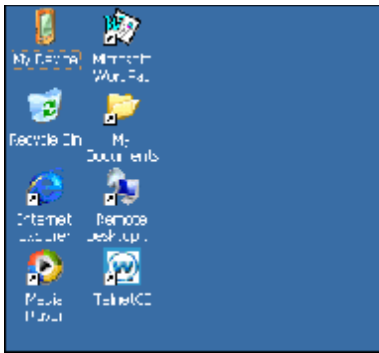 My Device
Microsoft
WordPad
Recycle Bin
My
Documents
Internet
Explorer
Remote
Desktop...
Media
Player
TelnetCE